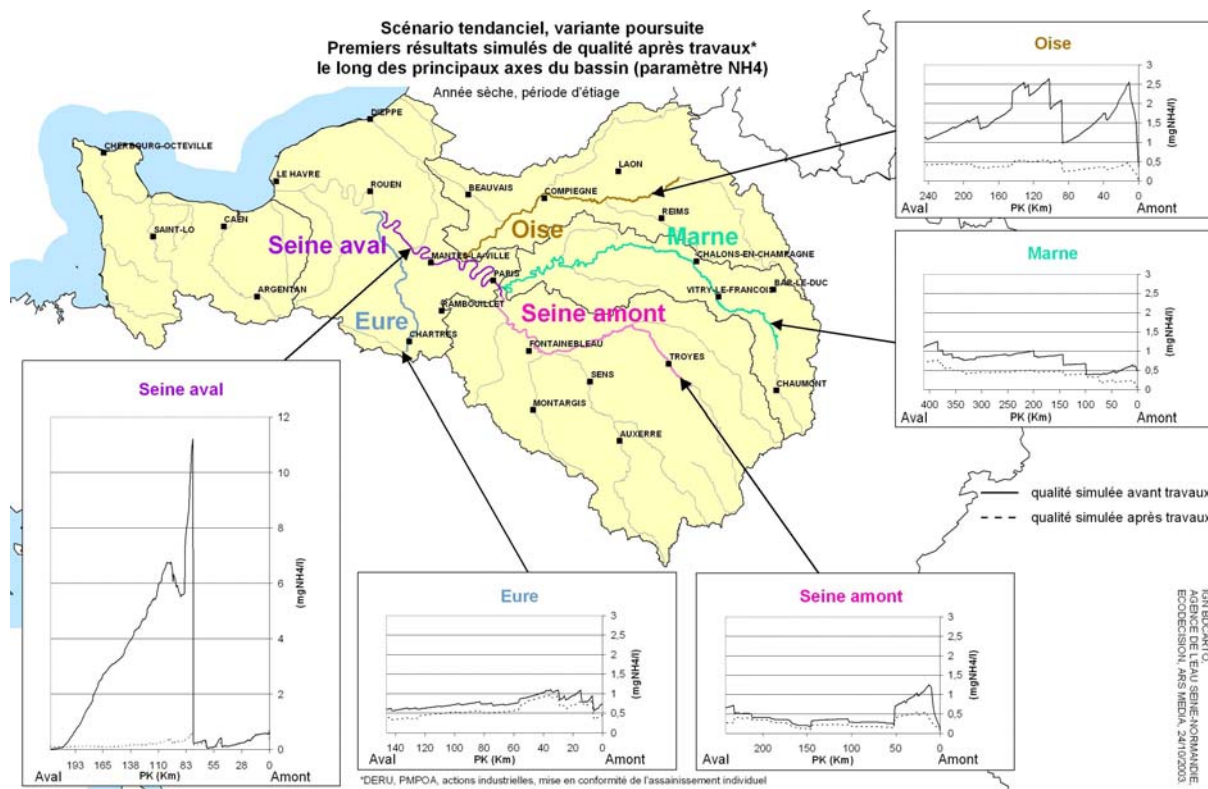 Scénario tendanciel, variante poursuite
Premiers résultats simulés de qualité après travaux*
le long des principaux axes du bassin (paramètre NH4)
Année sèche, période d'étiage
Oise
3
2,5
2
1,5
1
0,5
0
(mgNH4/l)
240 200 160 120 80 40 0
Aval PK (Km) Amont
DIEPPE
CHERBOURG-OCTEVILLE
LE HAVRE
ROUEN
BEAUVAIS
LAON
COMPIEGNE
REIMS
CAEN
SAINT-LO
ARGENTAN
Seine aval
Oise
Marne
MANTES-LA-VILLE
PARIS
CHALONS-EN-CHAMPAGNE
VITRY-LE-FRANCOIS
BAR-LE-DUC
RAMBOUILLET
Eure
CHARTRES
Seine amont
FONTAINEBLEAU
TROYES
SENS
MONTARGIS
CHAUMONT
AUXERRE
Marne
3
2,5
2
1,5
1
0,5
0
(mgNH4/l)
400 350 300 250 200 150 100 50 0
Aval PK (Km) Amont
qualité simulée avant travaux
qualité simulée après travaux
Seine aval
12
10
8
6
4
2
0
(mgNH4/l)
193 165 138 110 83 55 28 0
Aval PK (Km) Amont
Eure
3
2,5
2
1,5
1
0,5
0
(mgNH4/l)
140 120 100 80 60 40 20 0
Aval PK (Km) Amont
Seine amont
3
2,5
2
1,5
1
0,5
0
(mgNH4/l)
200 150 100 50 0
Aval PK (Km) Amont
*DERU, PMPOA, actions industrielles, mise en conformité de l'assainissement individuel
IGN BDCARTO,
AGENCE DE L'EAU SEINE-NORMANDIE,
ECODECISION, ARS MEDIA, 24/10/2003.